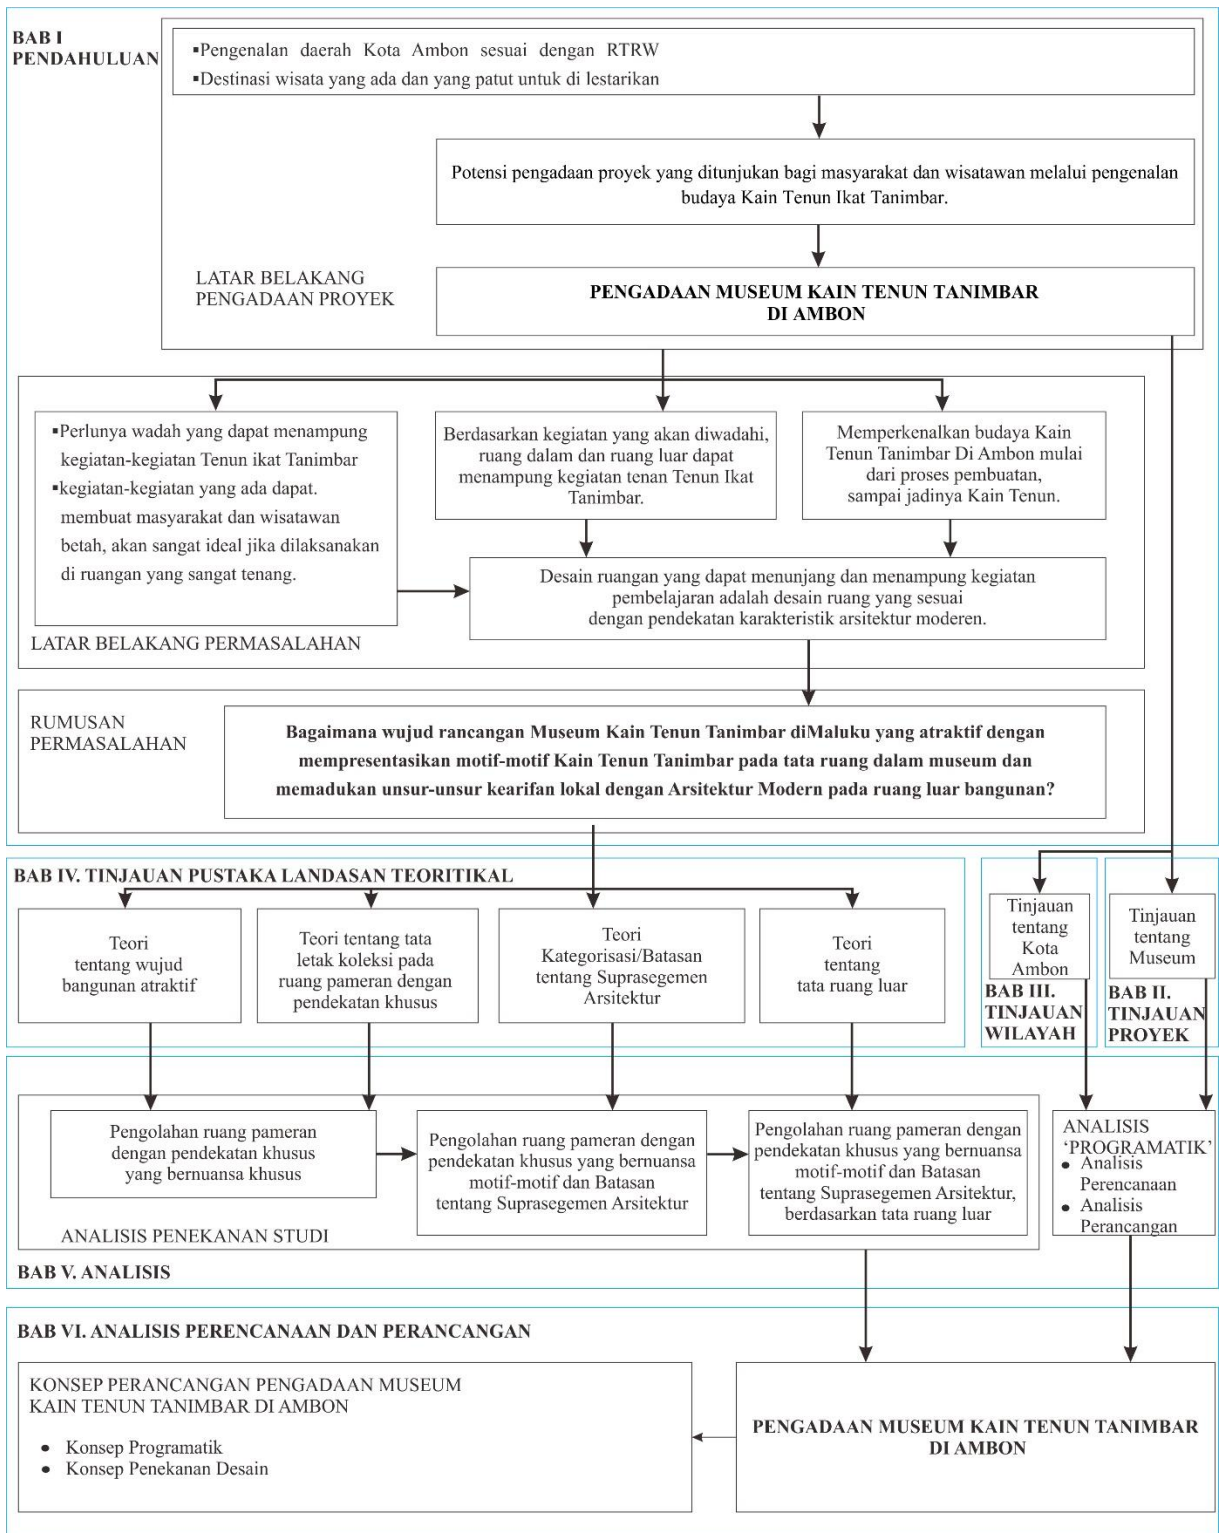 BAB I
PENDAHULUAN
▪Pengenalan daerah Kota Ambon sesuai dengan RTRW
▪Destinasi wisata yang ada dan yang patut untuk di lestarikan
Potensi pengadaan proyek yang ditunjukan bagi masyarakat dan wisatawan melalui pengenalan
budaya Kain Tenun Ikat Tanimbar.
LATAR BELAKANG
PENGADAAN PROYEK
PENGADAAN MUSEUM KAIN TENUN TANIMBAR
DI AMBON
▪Perlunya wadah yang dapat menampung
kegiatan-kegiatan Tenun ikat Tanimbar
▪kegiatan-kegiatan yang ada dapat.
membuat masyarakat dan wisatawan
betah, akan sangat ideal jika dilaksanakan
di ruangan yang sangat tenang.
Berdasarkan kegiatan yang akan diwadahi,
ruang dalam dan ruang luar dapat
menampung kegiatan tenan Tenun Ikat
Tanimbar.
Memperkenalkan budaya Kain
Tenun Tanimbar Di Ambon mulai
dari proses pembuatan,
sampai jadinya Kain Tenun.
Desain ruangan yang dapat menunjang dan menampung kegiatan
pembelajaran adalah desain ruang yang sesuai
dengan pendekatan karakteristik arsitektur moderen.
LATAR BELAKANG PERMASALAHAN
RUMUSAN
PERMASALAHAN
Bagaimana wujud rancangan Museum Kain Tenun Tanimbar diMaluku yang atraktif dengan
mempresentasikan motif-motif Kain Tenun Tanimbar pada tata ruang dalam museum dan
memadukan unsur-unsur kearifan lokal dengan Arsitektur Modern pada ruang luar bangunan?
BAB IV. TINJAUAN PUSTAKA LANDASAN TEORITIKAL
Teori
tentang wujud
bangunan atraktif
Teori tentang tata
letak koleksi pada
ruang pameran dengan
pendekatan khusus
Teori
Kategorisasi/Batasan
tentang Suprasegemen
Arsitektur
Teori
tentang
tata ruang luar
Tinjauan
tentang
Kota
Ambon
BAB III.
TINJAUAN
WILAYAH
Tinjauan
tentang
Museum
BAB II.
TINJAUAN
PROYEK
Pengolahan ruang pameran
dengan pendekatan khusus
yang bernuansa khusus
Pengolahan ruang pameran dengan
pendekatan khusus yang bernuansa
motif-motif dan Batasan
tentang Suprasegemen Arsitektur
Pengolahan ruang pameran dengan
pendekatan khusus yang bernuansa
motif-motif dan Batasan
tentang Suprasegemen Arsitektur,
berdasarkan tata ruang luar
ANALISIS
‘PROGRAMATIK’
● Analisis
Perencanaan
● Analisis
Perancangan
ANALISIS PENEKANAN STUDI
BAB V. ANALISIS
BAB VI. ANALISIS PERENCANAAN DAN PERANCANGAN
KONSEP PERANCANGAN PENGADAAN MUSEUM
KAIN TENUN TANIMBAR DI AMBON
● Konsep Programatik
● Konsep Penekanan Desain
PENGADAAN MUSEUM KAIN TENUN TANIMBAR
DI AMBON